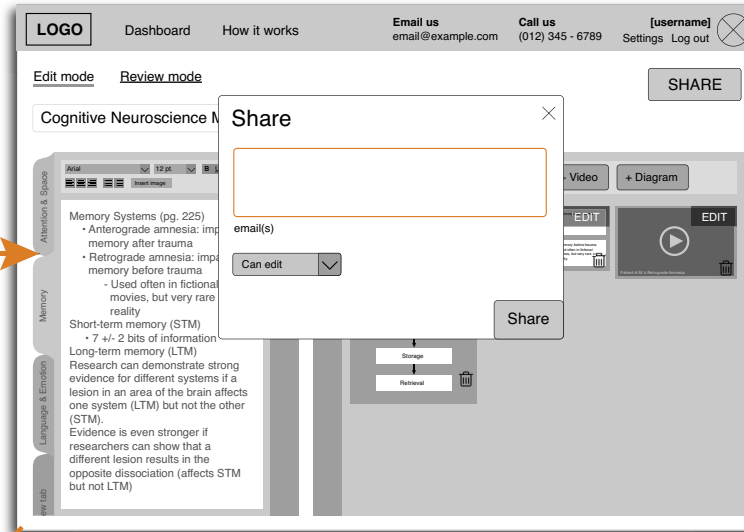 LOGO
Dashboard
How it works
Email us
email@example.com
Call us
(012) 345 - 6789
[username]
Settings Log out
Edit mode
Review mode
SHARE
Cognitive Neuroscience
Share
email(s)
Can edit
Share
Video
+ Diagram
Attention & Space
Memory
Language & Emotion
tab
Arial
12 pt.
B
Insert image
Memory Systems (pg. 225)
• Anterograde amnesia:
memory after trauma
• Retrograde amnesia:
memory before trauma
- Used often in fictional
movies, but very rare
reality
Short-term memory (STM)
• 7 +/- 2 bits of information
Long-term memory (LTM)
Research can demonstrate strong
evidence for different systems if a
lesion in an area of the brain affects
one system (LTM) but not the other
(STM).
Evidence is even stronger if
researchers can show that a
different lesion results in the
opposite dissociation (affects STM
but not LTM)
EDIT
EDIT
Storage
Retrieval